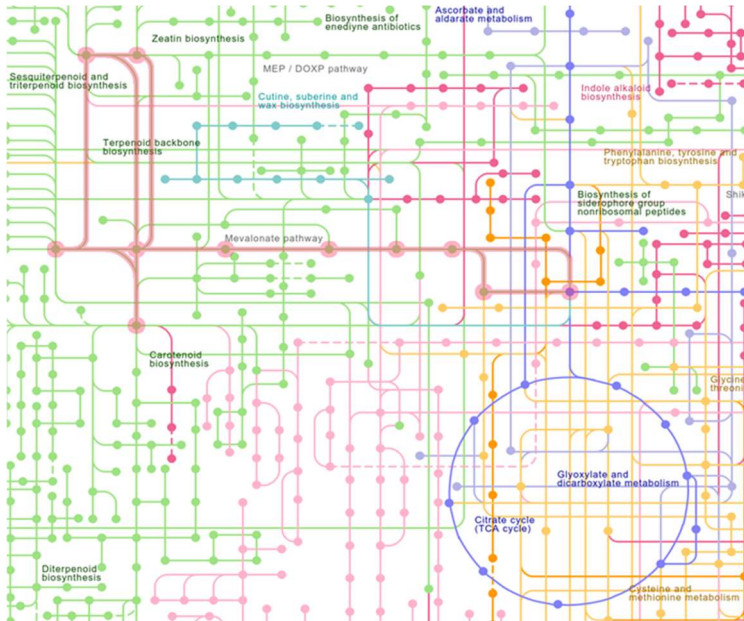 Ascorbate and
aldarate metabolism
Biosynthesis of
enediyne antibiotics
Zeatin biosynthesis
MEP / DOXP pathway
Sesquiterpenoid and
triterpenoid biosynthesis
Cutine, suberine and
wax biosynthesis
Indole alkaloid
biosynthesis
Terpenoid backbone
biosynthesis
Phenylalanine, tyrosine and
tryptophan biosynthesis
Biosynthesis of
siderophore group
nonribosomal peptides
Shik
Mevalonate pathway
Carotenoid
biosynthesis
Glycine
threoni
Glyoxylate and
dicarboxylate metabolism
Citrate cycle
(TCA cycle)
Diterpenoid
biosynthesis
Cysteine and
methionine metabolism